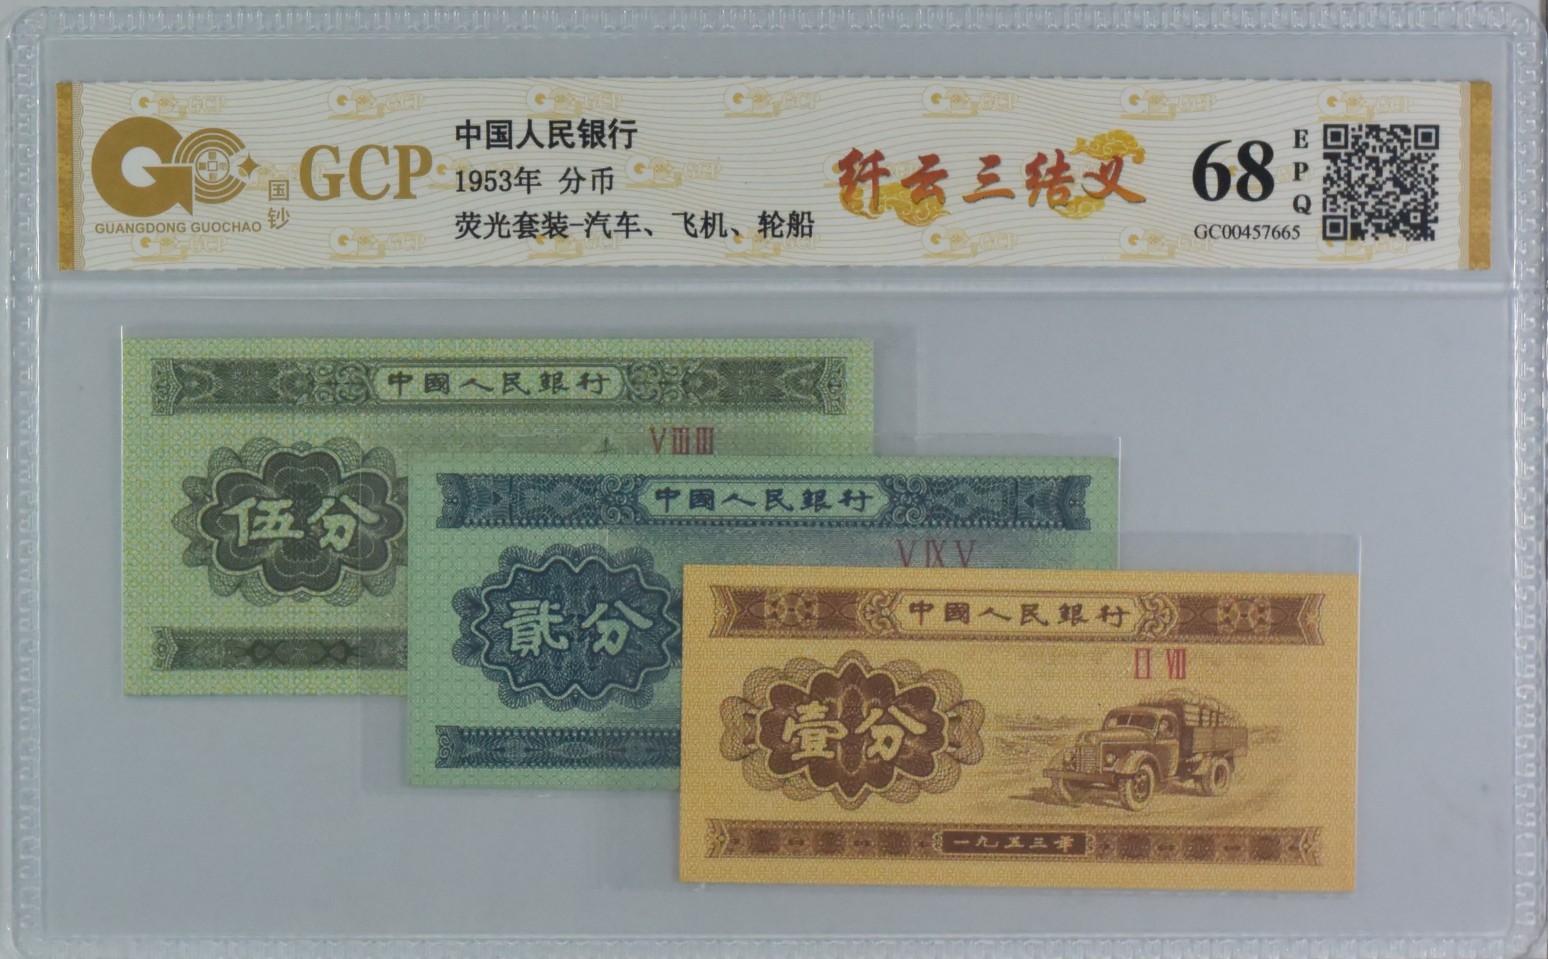 GCP
国钞
GUANGDONG GUOCHAO
中国人民银行
1953年 分币
荧光套装-汽车、飞机、轮船
纤云三结义
68
EPQ
GC00457665
中國人民銀行
VⅢⅢ
伍分
中國人民銀行
VⅨV
貳分
中國人民銀行
ⅡⅦ
壹分
一九五三年